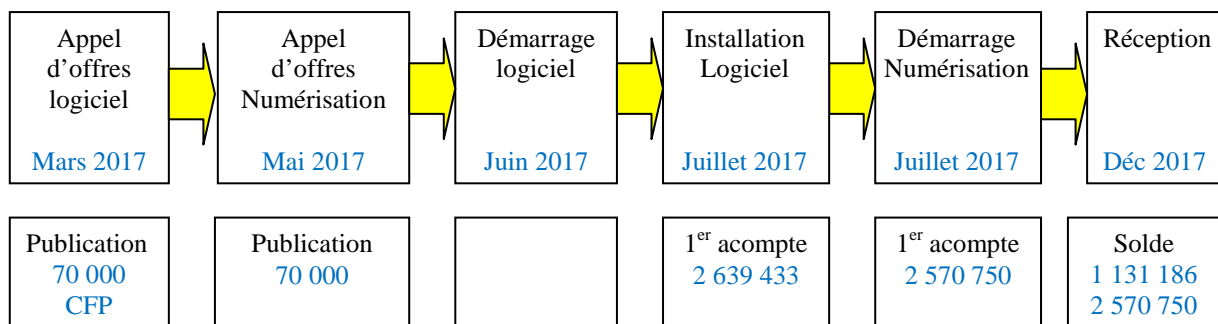 Appel
d'offres
logiciel
Mars 2017
Appel
d'offres
Numérisation
Mai 2017
Démarrage
logiciel
Juin 2017
Installation
Logiciel
Juillet 2017
Démarrage
Numérisation
Juillet 2017
Réception
Déc 2017
Publication
70 000
CFP
Publication
70 000
1er acompte
2 639 433
1er acompte
2 570 750
Solde
1 131 186
2 570 750